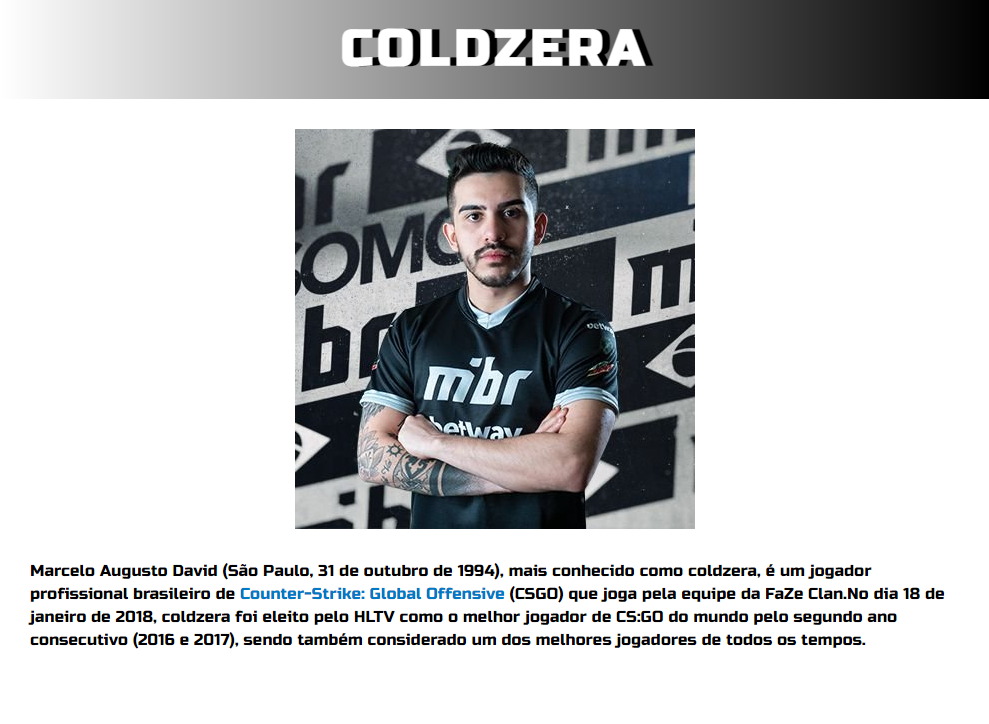 COLDZERA
mbr
SOMO
mibr
betway
mibr
betway
Marcelo Augusto David (São Paulo, 31 de outubro de 1994), mais conhecido como coldzera, é um jogador
profissional brasileiro de Counter-Strike: Global Offensive (CSGO) que joga pela equipe da FaZe Clan.No dia 18 de
janeiro de 2018, coldzera foi eleito pelo HLTV como o melhor jogador de CS:GO do mundo pelo segundo ano
consecutivo (2016 e 2017), sendo também considerado um dos melhores jogadores de todos os tempos.